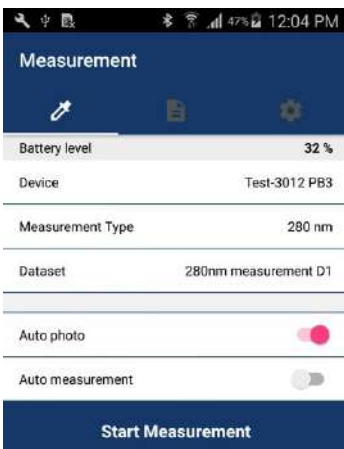 47% 12:04 PM
Measurement
Battery level 32 %
Device Test-3012 PB3
Measurement Type 280 nm
Dataset 280nm measurement D1
Auto photo
Auto measurement
Start Measurement